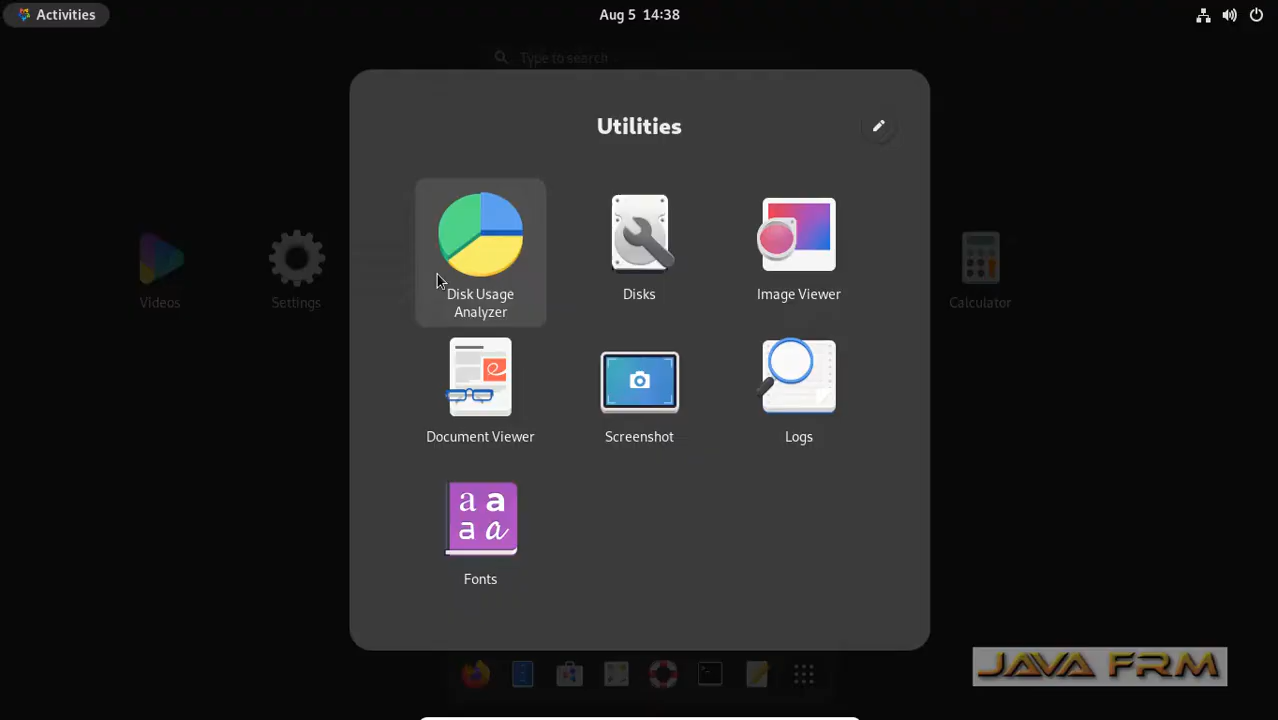 Activities
Aug 5 14:38
Type to search
Utilities
Videos
Settings
Calculator
Disk Usage
Analyzer
Disks
Image Viewer
Document Viewer
Screenshot
Logs
a a
a a
Fonts
JAVA FRM